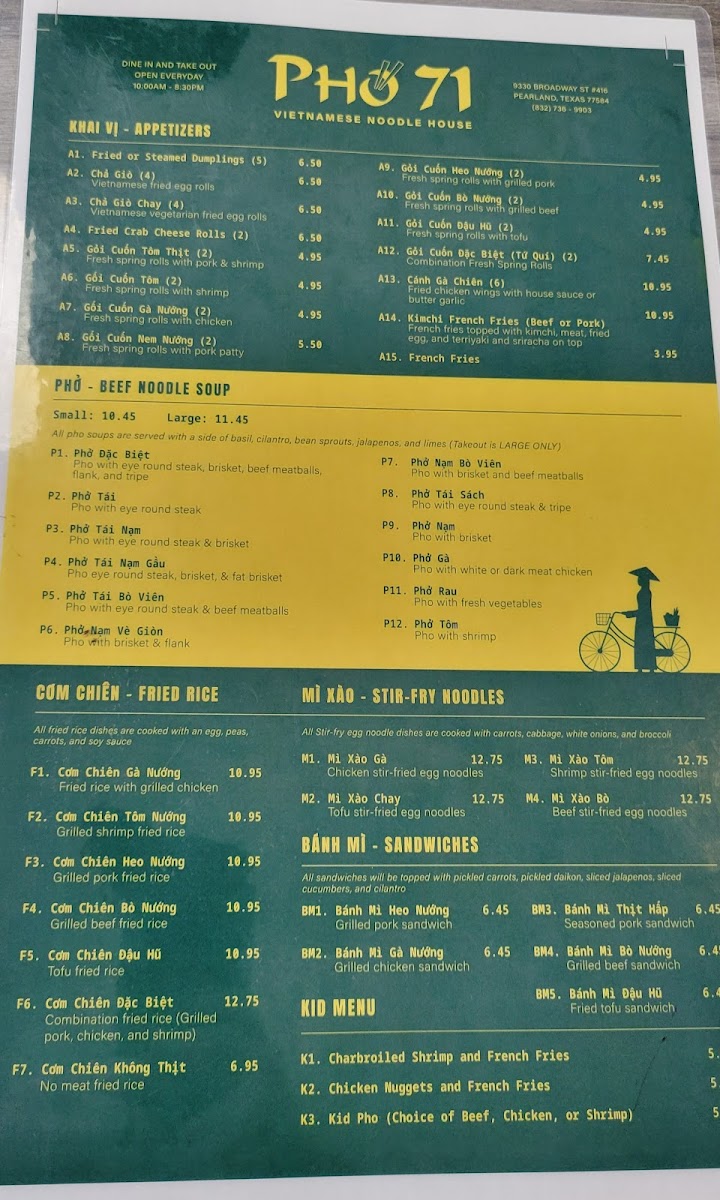 DINE IN AND TAKE OUT
OPEN EVERYDAY
10:00AM - 8:30PM
PHỞ 71
VIETNAMESE NOODLE HOUSE
9330 BROADWAY ST #416
PEARLAND, TEXAS 77584
(832) 736 - 9903
KHAI VỊ - APPETIZERS
A1. Fried or Steamed Dumplings (5) 6.50
A2. Chả Giò (4) 6.50
Vietnamese fried egg rolls
A3. Chả Giò Chay (4) 6.50
Vietnamese vegetarian fried egg rolls
A4. Fried Crab Cheese Rolls (2) 6.50
A5. Gỏi Cuốn Tôm Thịt (2) 4.95
Fresh spring rolls with pork & shrimp
A6. Gỏi Cuốn Tôm (2) 4.95
Fresh spring rolls with shrimp
A7. Gỏi Cuốn Gà Nướng (2) 4.95
Fresh spring rolls with chicken
A8. Gỏi Cuốn Nem Nướng (2) 5.50
Fresh spring rolls with pork patty
A9. Gỏi Cuốn Heo Nướng (2) 4.95
Fresh spring rolls with grilled pork
A10. Gỏi Cuốn Bò Nướng (2) 4.95
Fresh spring rolls with grilled beef
A11. Gỏi Cuốn Đậu Hũ (2) 4.95
Fresh spring rolls with tofu
A12. Gỏi Cuốn Đặc Biệt (Tứ Quí) (2) 7.45
Combination Fresh Spring Rolls
A13. Cánh Gà Chiên (6) 10.95
Fried chicken wings with house sauce or
butter garlic
A14. Kimchi French Fries (Beef or Pork) 10.95
French fries topped with kimchi, meat, fried
egg, and terriyaki and sriracha on top
A15. French Fries 3.95
PHỞ - BEEF NOODLE SOUP
Small: 10.45 Large: 11.45
All pho soups are served with a side of basil, cilantro, bean sprouts, jalapenos, and limes (Takeout is LARGE ONLY)
P1. Phở Đặc Biệt
Pho with eye round steak, brisket, beef meatballs,
flank, and tripe
P2. Phở Tái
Pho with eye round steak
P3. Phở Tái Nạm
Pho with eye round steak & brisket
P4. Phở Tái Nạm Gầu
Pho eye round steak, brisket, & fat brisket
P5. Phở Tái Bò Viên
Pho with eye round steak & beef meatballs
P6. Phở Nạm Vè Giòn
Pho with brisket & flank
P7. Phở Nạm Bò Viên
Pho with brisket and beef meatballs
P8. Phở Tái Sách
Pho with eye round steak & tripe
P9. Phở Nạm
Pho with brisket
P10. Phở Gà
Pho with white or dark meat chicken
P11. Phở Rau
Pho with fresh vegetables
P12. Phở Tôm
Pho with shrimp
CƠM CHIÊN - FRIED RICE
All fried rice dishes are cooked with an egg, peas,
carrots, and soy sauce
F1. Cơm Chiên Gà Nướng 10.95
Fried rice with grilled chicken
F2. Cơm Chiên Tôm Nướng 10.95
Grilled shrimp fried rice
F3. Cơm Chiên Heo Nướng 10.95
Grilled pork fried rice
F4. Cơm Chiên Bò Nướng 10.95
Grilled beef fried rice
F5. Cơm Chiên Đậu Hũ 10.95
Tofu fried rice
F6. Cơm Chiên Đặc Biệt 12.75
Combination fried rice (Grilled
pork, chicken, and shrimp)
F7. Cơm Chiên Không Thịt 6.95
No meat fried rice
MÌ XÀO - STIR-FRY NOODLES
All Stir-fry egg noodle dishes are cooked with carrots, cabbage, white onions, and broccoli
M1. Mì Xào Gà 12.75
Chicken stir-fried egg noodles
M2. Mì Xào Chay 12.75
Tofu stir-fried egg noodles
M3. Mì Xào Tôm 12.75
Shrimp stir-fried egg noodles
M4. Mì Xào Bò 12.75
Beef stir-fried egg noodles
BÁNH MÌ - SANDWICHES
All sandwiches will be topped with pickled carrots, pickled daikon, sliced jalapenos, sliced
cucumbers, and cilantro
BM1. Bánh Mì Heo Nướng 6.45
Grilled pork sandwich
BM2. Bánh Mì Gà Nướng 6.45
Grilled chicken sandwich
BM3. Bánh Mì Thịt Hấp 6.45
Seasoned pork sandwich
BM4. Bánh Mì Bò Nướng 6.4
Grilled beef sandwich
BM5. Bánh Mì Đậu Hũ 6.4
Fried tofu sandwich
KID MENU
K1. Charbroiled Shrimp and French Fries 5.
K2. Chicken Nuggets and French Fries 5.
K3. Kid Pho (Choice of Beef, Chicken, or Shrimp) 5